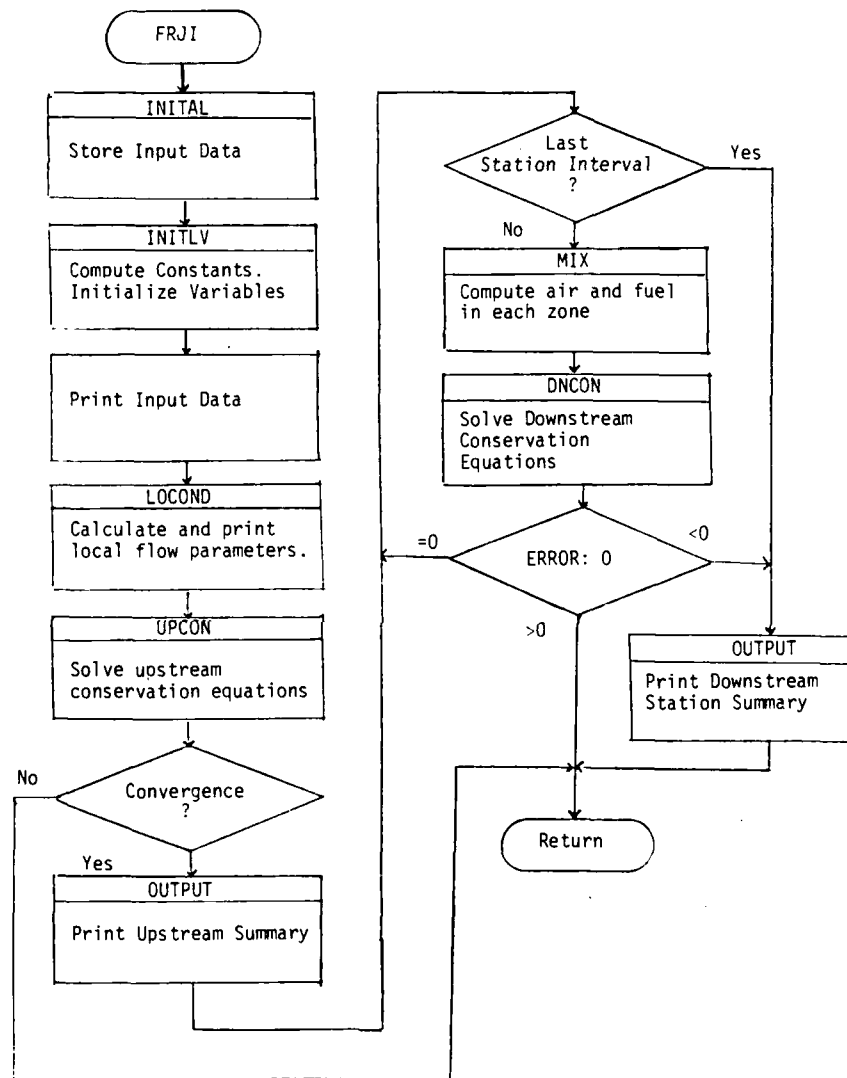 FRJI
INITAL
Store Input Data
INITLV
Compute Constants.
Initialize Variables
Print Input Data
LOCOND
Calculate and print
local flow parameters.
UPCON
Solve upstream
conservation equations
No
Convergence
?
Yes
OUTPUT
Print Upstream Summary
Last
Station Interval
?
Yes
No
MIX
Compute air and fuel
in each zone
DNCON
Solve Downstream
Conservation
Equations
=0
ERROR: 0
<0
>0
OUTPUT
Print Downstream
Station Summary
Return